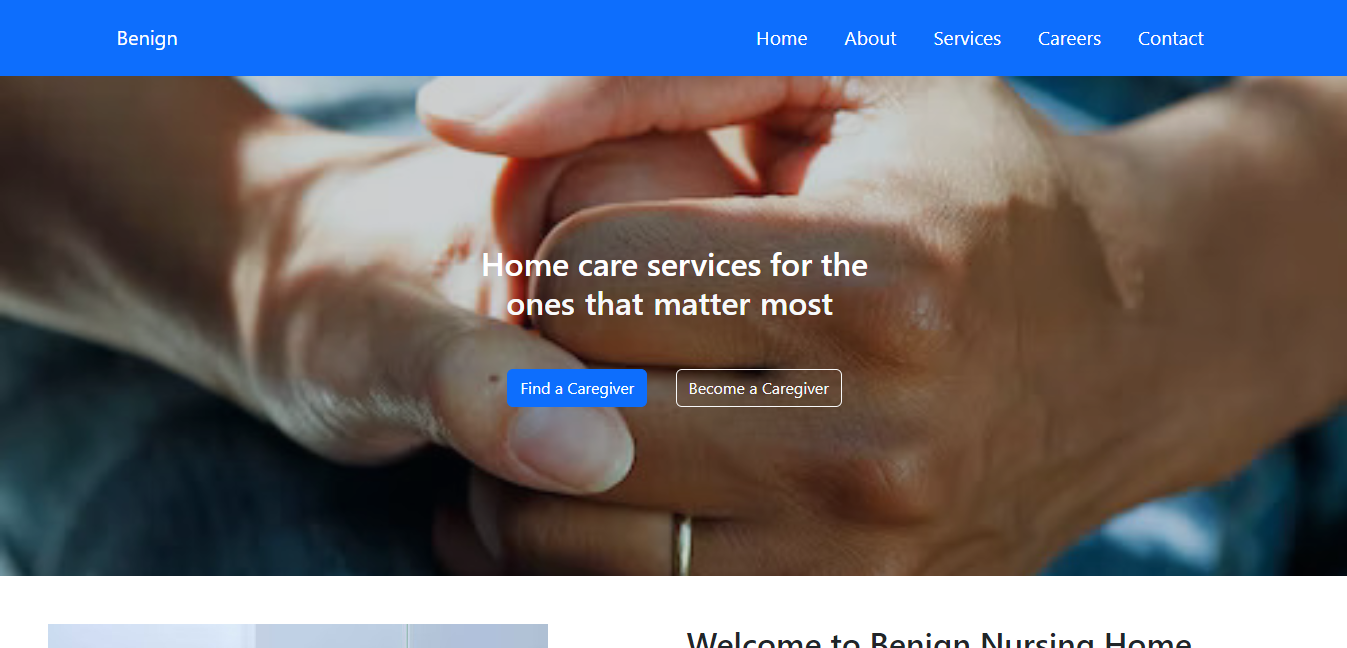 Benign
Home About Services Careers Contact
Home care services for the
ones that matter most
Find a Caregiver
Become a Caregiver
Welcome to Benign Nursing Home